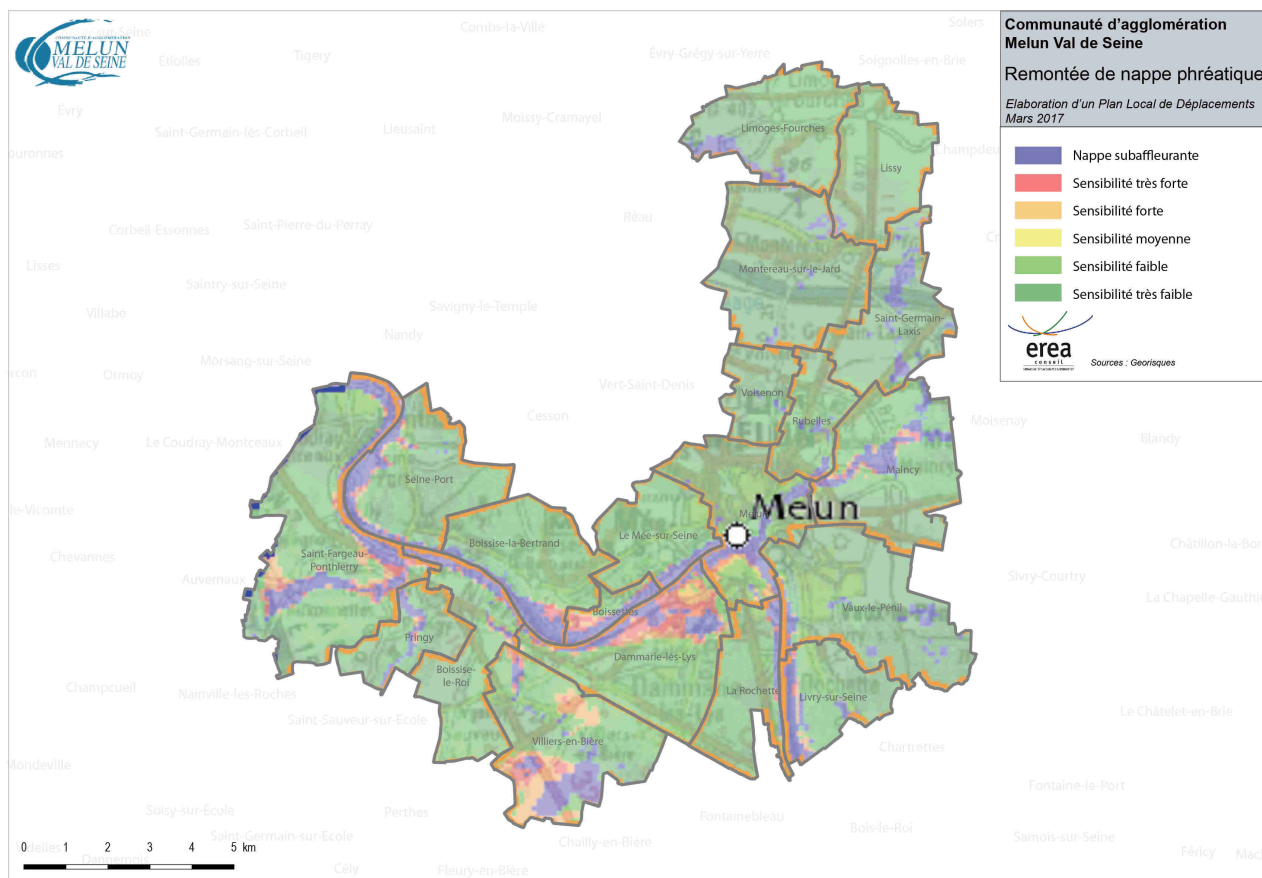 COMMUNAUTÉ D'AGGLOMÉRATION
MELUN
VAL DE SEINE
Communauté d'agglomération
Melun Val de Seine
Remontée de nappe phréatique
Elaboration d'un Plan Local de Déplacements
Mars 2017
Nappe subaffleurante
Sensibilité très forte
Sensibilité forte
Sensibilité moyenne
Sensibilité faible
Sensibilité très faible
erea
conseil
Sources : Georisques
Combs-la-Ville
Solers
Étiolles
Tigery
Évry-Grégy-sur-Yerre
Soignolles-en-Brie
Évry
Moissy-Cramayel
Saint-Germain-lès-Corbeil
Lieusaint
Limoges-Fourches
Lissy
Réau
Saint-Pierre-du-Perray
Corbeil-Essonnes
Lisses
Montereau-sur-le-Jard
Saintry-sur-Seine
Savigny-le-Temple
Villabé
Nandy
Saint-Germain-
Laxis
Morsang-sur-Seine
Ormoy
Vert-Saint-Denis
Voisenon
Cesson
Rubelles
Moisenay
Mennecy
Le Coudray-Montceaux
Blandy
Maincy
Seine-Port
Melun
Le Mée-sur-Seine
Boissise-la-Bertrand
Chevannes
Saint-Fargeau-
Ponthierry
Auvernaux
Sivry-Courtry
Boissettes
Vaux-le-Pénil
Pringy
Dammarie-lès-Lys
Boissise-
le-Roi
La Rochette
Livry-sur-Seine
Champcueil
Nainville-les-Roches
Saint-Sauveur-sur-Ecole
Le Châtelet-en-Brie
Villiers-en-Bière
Chartrettes
Mondeville
Fontaine-le-Port
Soisy-sur-École
Perthes
Fontainebleau
Bois-le-Roi
Saint-Germain-sur-Ecole
Chailly-en-Bière
Samois-sur-Seine
Féricy
Dannemois
Cély
Fleury-en-Bière
0 1 2 3 4 5 km